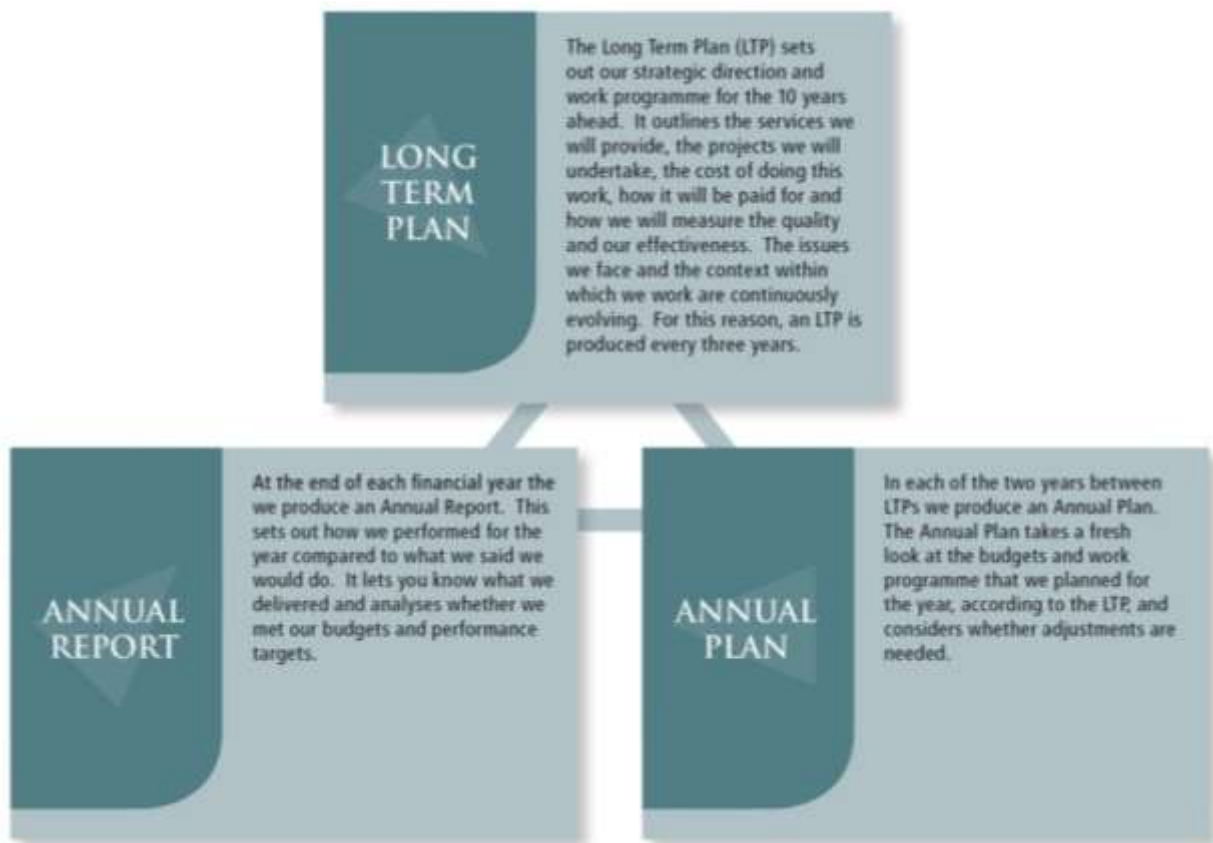 LONG
TERM
PLAN
The Long Term Plan (LTP) sets
out our strategic direction and
work programme for the 10 years
ahead. It outlines the services we
will provide, the projects we will
undertake, the cost of doing this
work, how it will be paid for and
how we will measure the quality
and our effectiveness. The issues
we face and the context within
which we work are continuously
evolving. For this reason, an LTP is
produced every three years.
ANNUAL
REPORT
At the end of each financial year the
we produce an Annual Report. This
sets out how we performed for the
year compared to what we said we
would do. It lets you know what we
delivered and analyses whether we
met our budgets and performance
targets.
ANNUAL
PLAN
In each of the two years between
LTPs we produce an Annual Plan.
The Annual Plan takes a fresh
look at the budgets and work
programme that we planned for
the year, according to the LTP, and
considers whether adjustments are
needed.